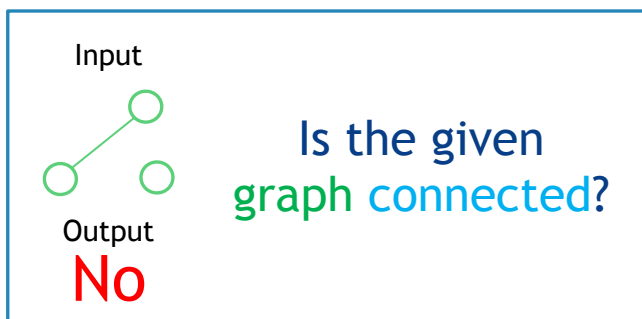 Input
Output
No
Is the given
graph connected?